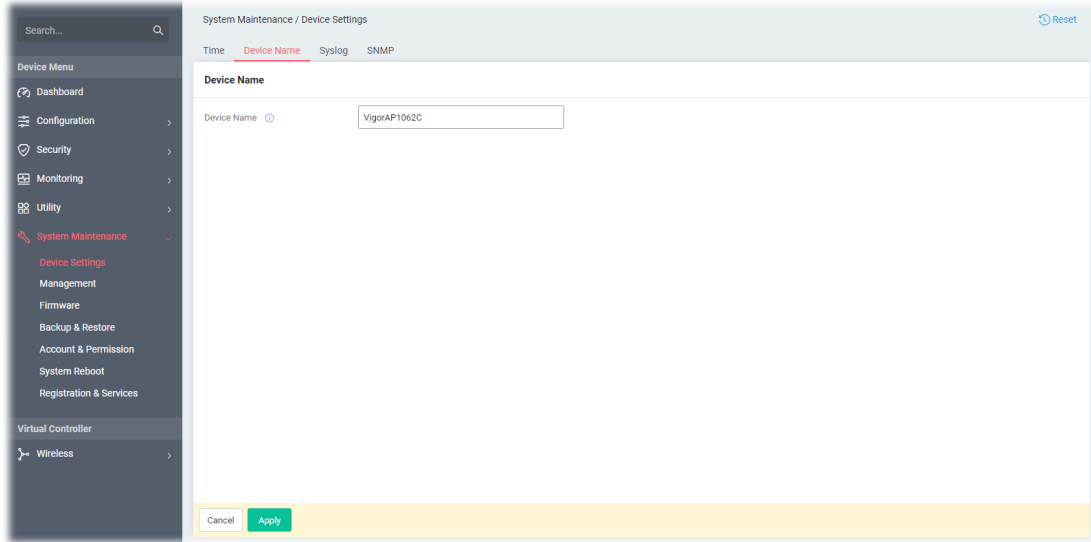 Search...
Device Menu
Dashboard
Configuration
Security
Monitoring
Utility
System Maintenance
Device Settings
Management
Firmware
Backup & Restore
Account & Permission
System Reboot
Registration & Services
Virtual Controller
Wireless
System Maintenance / Device Settings
Reset
Time Device Name Syslog SNMP
Device Name
Device Name VigorAP1062C
Cancel Apply